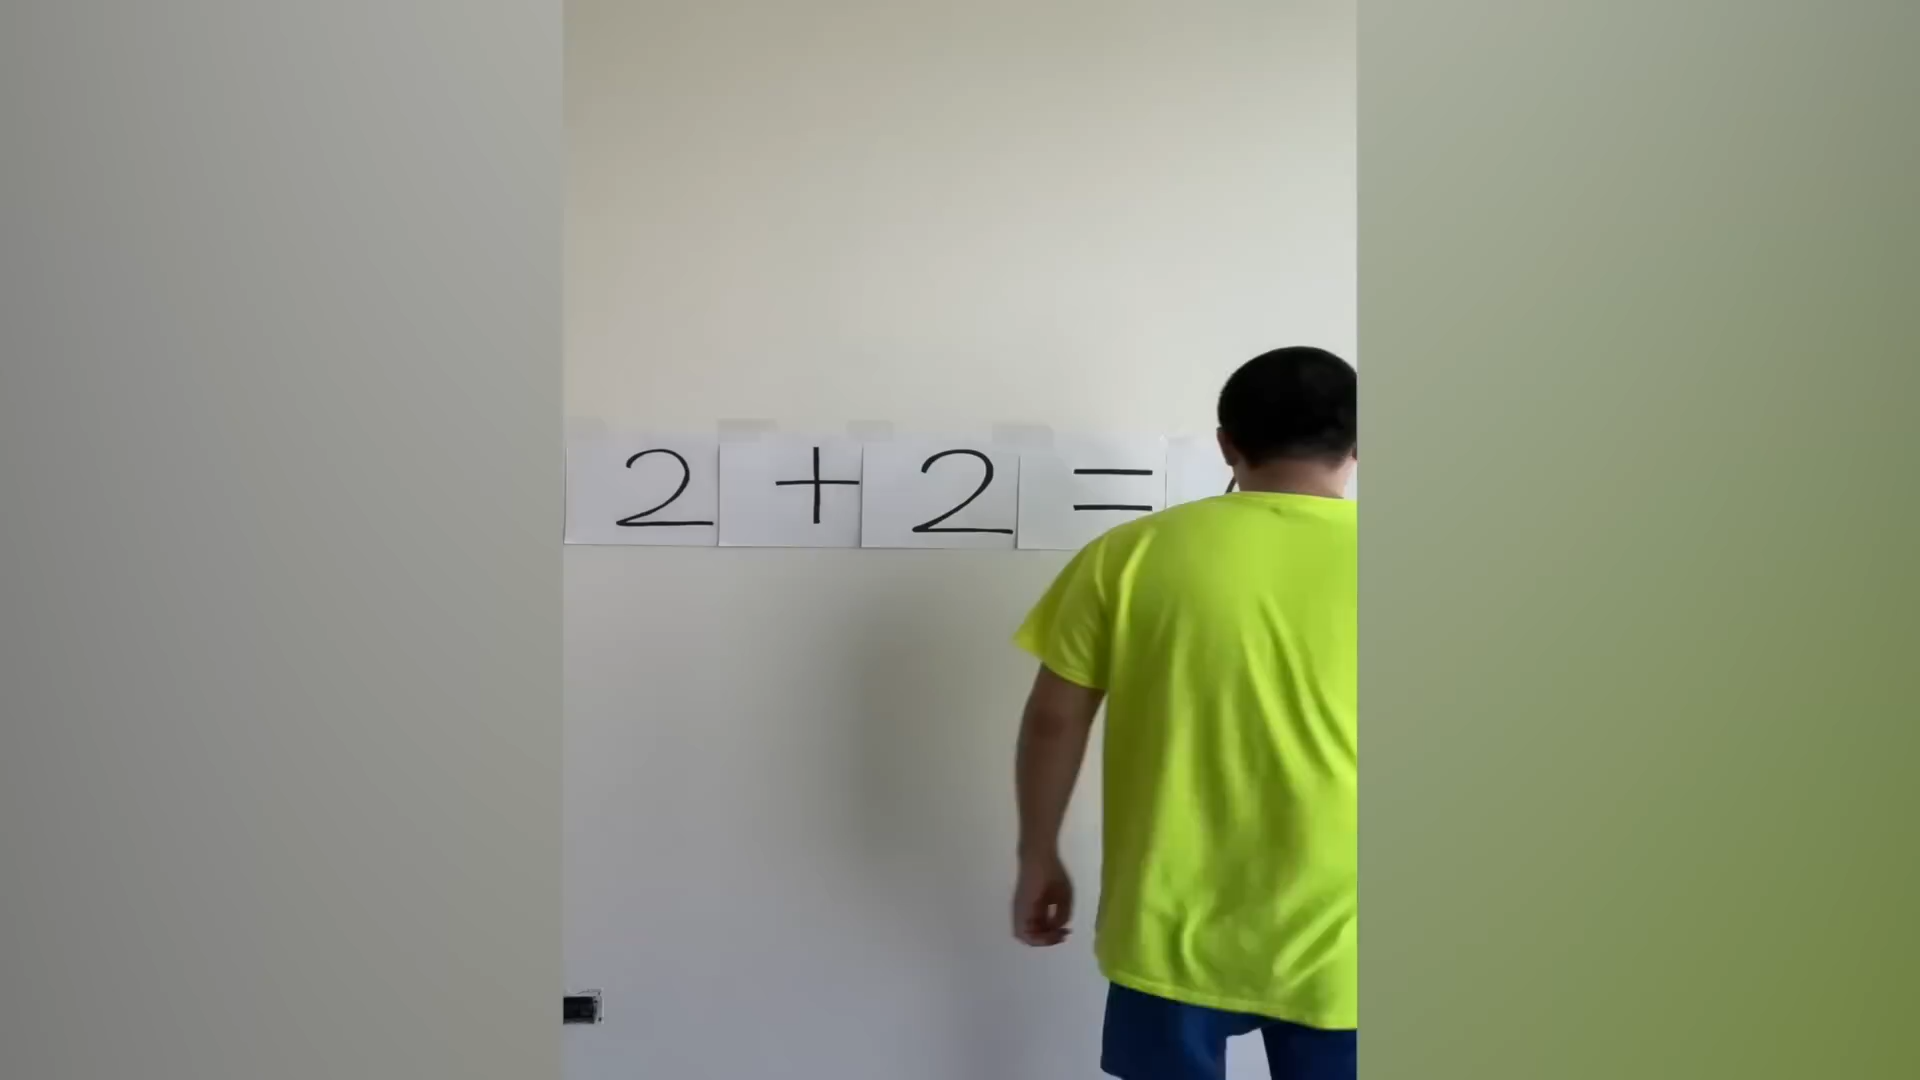 2 + 2 =